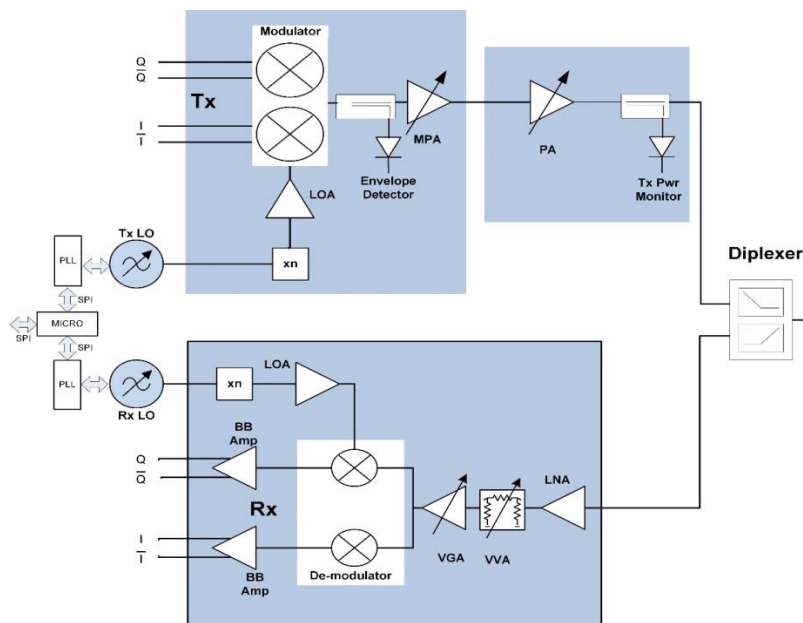 Modulator
Q
Q
Tx
I
I
MPA
PA
LOA
Envelope
Detector
Tx Pwr
Monitor
Tx LO
PLL
xn
Diplexer
SPI
MICRO
SPI
SPI
PLL
Rx LO
xn
LOA
BB
Amp
Q
Q
LNA
Rx
VGA
VVA
I
I
BB
Amp
De-modulator